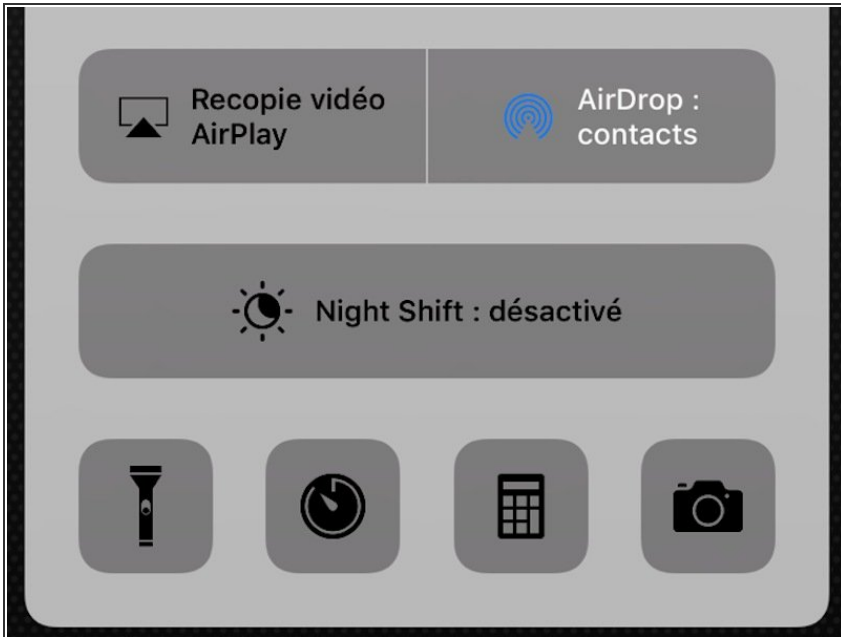 Recopie vidéo
AirPlay
AirDrop :
contacts
Night Shift : désactivé